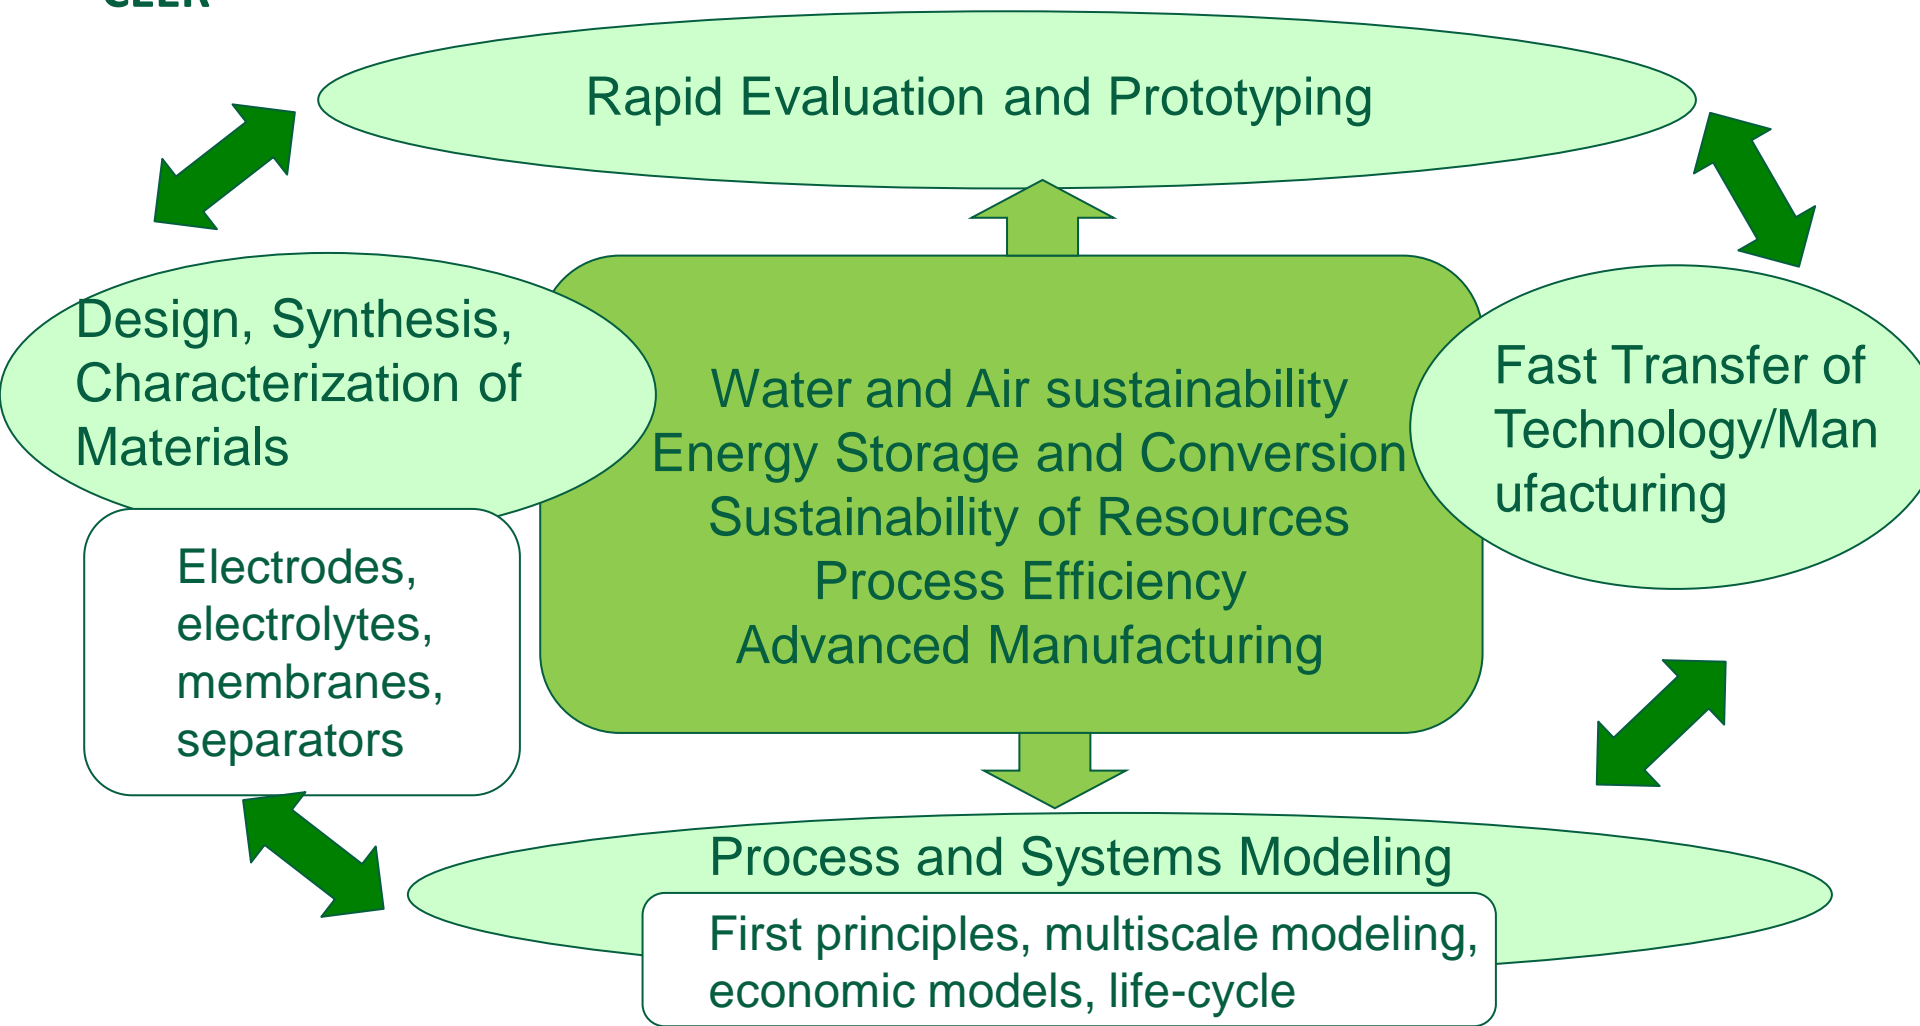 Rapid Evaluation and Prototyping
Design, Synthesis,
Characterization of
Materials
Water and Air sustainability
Energy Storage and Conversion
Sustainability of Resources
Process Efficiency
Advanced Manufacturing
Fast Transfer of
Technology/Man
ufacturing
Electrodes,
electrolytes,
membranes,
separators
Process and Systems Modeling
First principles, multiscale modeling,
economic models, life-cycle